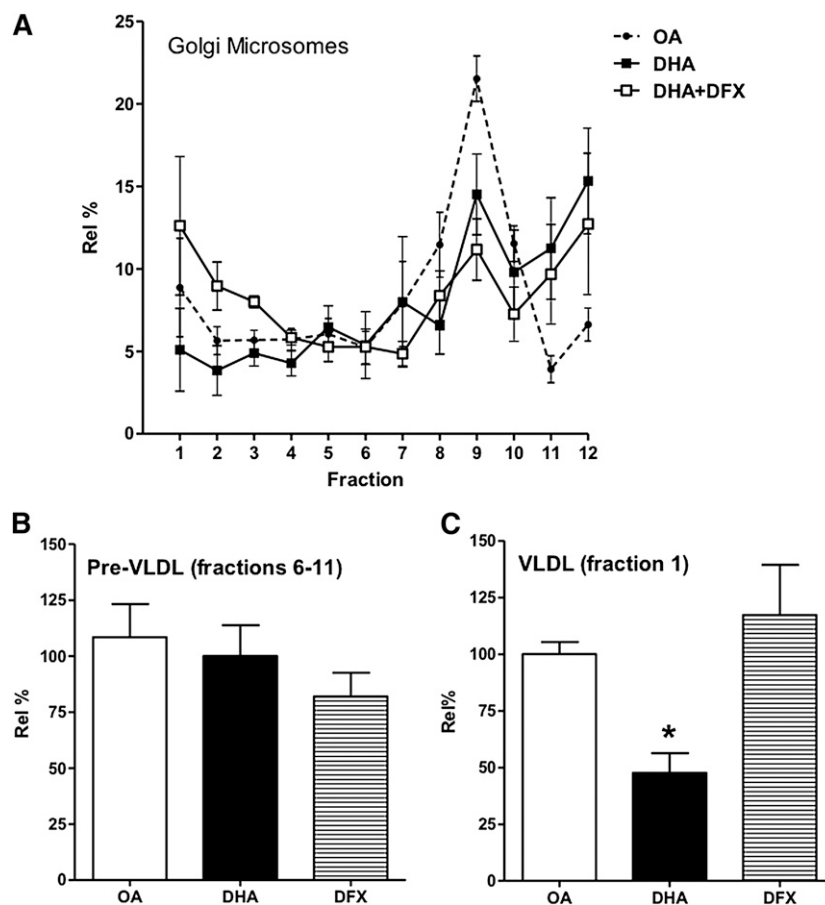 A
Golgi Microsomes
OA
DHA
DHA+DFX
Rel %
25
20
15
10
5
0
1 2 3 4 5 6 7 8 9 10 11 12
Fraction
B
Pre-VLDL (fractions 6-11)
Rel %
150
125
100
75
50
25
0
OA DHA DFX
C
VLDL (fraction 1)
Rel%
150
125
100
75
50
25
0
*
OA DHA DFX